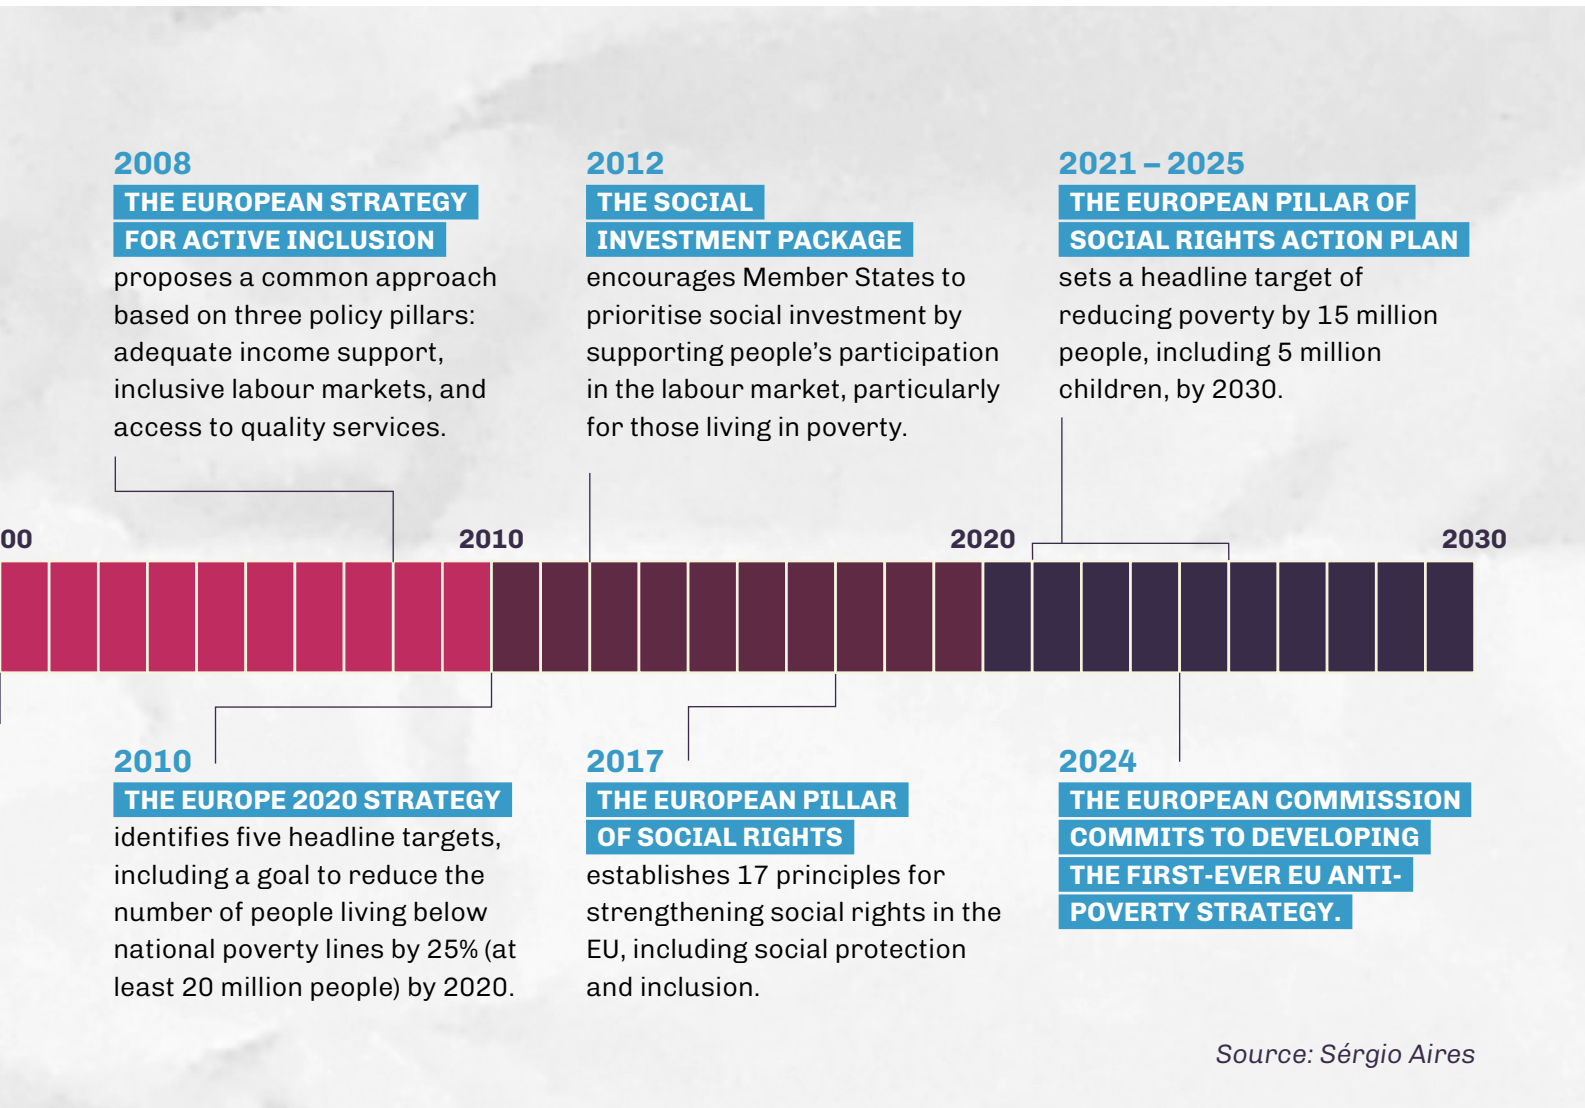 2008
THE EUROPEAN STRATEGY
FOR ACTIVE INCLUSION
proposes a common approach
based on three policy pillars:
adequate income support,
inclusive labour markets, and
access to quality services.
2012
THE SOCIAL
INVESTMENT PACKAGE
encourages Member States to
prioritise social investment by
supporting people’s participation
in the labour market, particularly
for those living in poverty.
2021 – 2025
THE EUROPEAN PILLAR OF
SOCIAL RIGHTS ACTION PLAN
sets a headline target of
reducing poverty by 15 million
people, including 5 million
children, by 2030.
00
2010
2020
2030
2010
THE EUROPE 2020 STRATEGY
identifies five headline targets,
including a goal to reduce the
number of people living below
national poverty lines by 25% (at
least 20 million people) by 2020.
2017
THE EUROPEAN PILLAR
OF SOCIAL RIGHTS
establishes 17 principles for
strengthening social rights in the
EU, including social protection
and inclusion.
2024
THE EUROPEAN COMMISSION
COMMITS TO DEVELOPING
THE FIRST-EVER EU ANTI-
POVERTY STRATEGY.
Source: Sérgio Aires